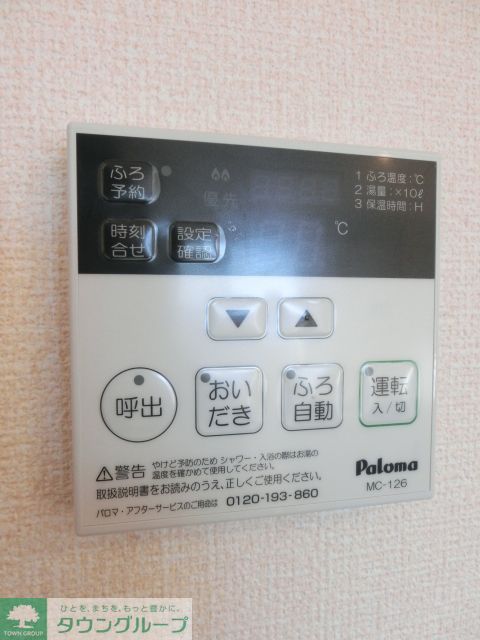 ふろ
予約
優先
1 ふろ温度:℃
2 湯量:×10ℓ
3 保温時間:H
時刻
合せ
設定
確認
℃
呼出
おい
だき
ふろ
自動
運転
入/切
警告 やけど予防のため シャワー・入浴の際はお湯の
温度を確かめて使用してください。
取扱説明書をお読みのうえ、正しくご使用ください。
パロマ・アフターサービスのご用命は 0120-193-860
Paloma
MC-126
TOWN GROUP
ひとを、まちを、もっと豊かに。
タウングループ